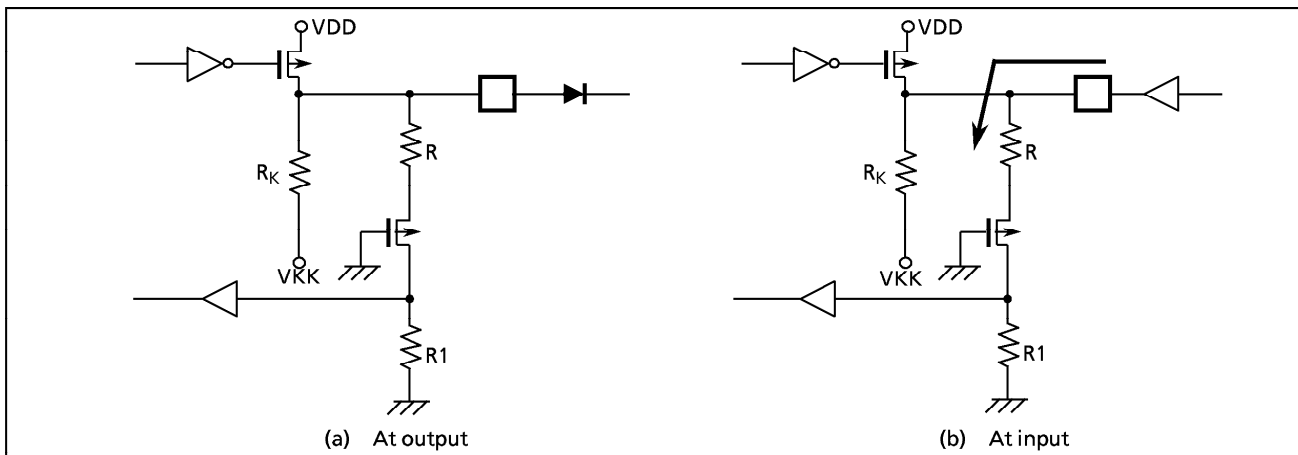 VDD
R
RK
VKK
R1
(a) At output
VDD
R
RK
VKK
R1
(b) At input